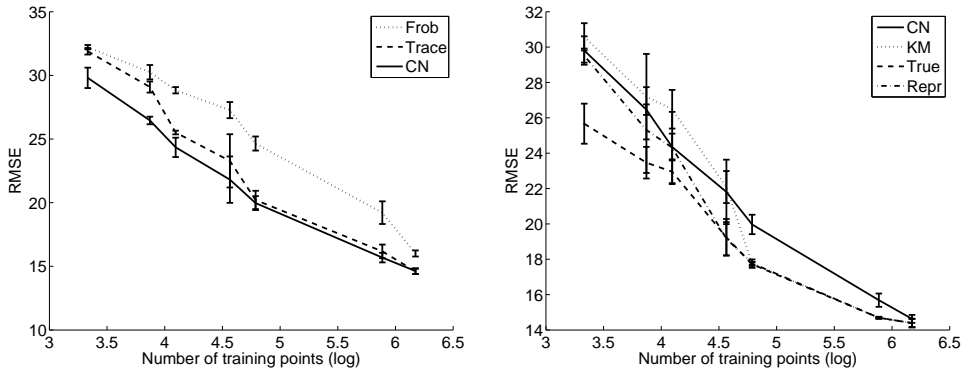 35
30
25
20
15
10
RMSE
3 3.5 4 4.5 5 5.5 6 6.5
Number of training points (log)
Frob
Trace
CN
32
30
28
26
24
22
20
18
16
14
RMSE
3 3.5 4 4.5 5 5.5 6 6.5
Number of training points (log)
CN
KM
True
Repr